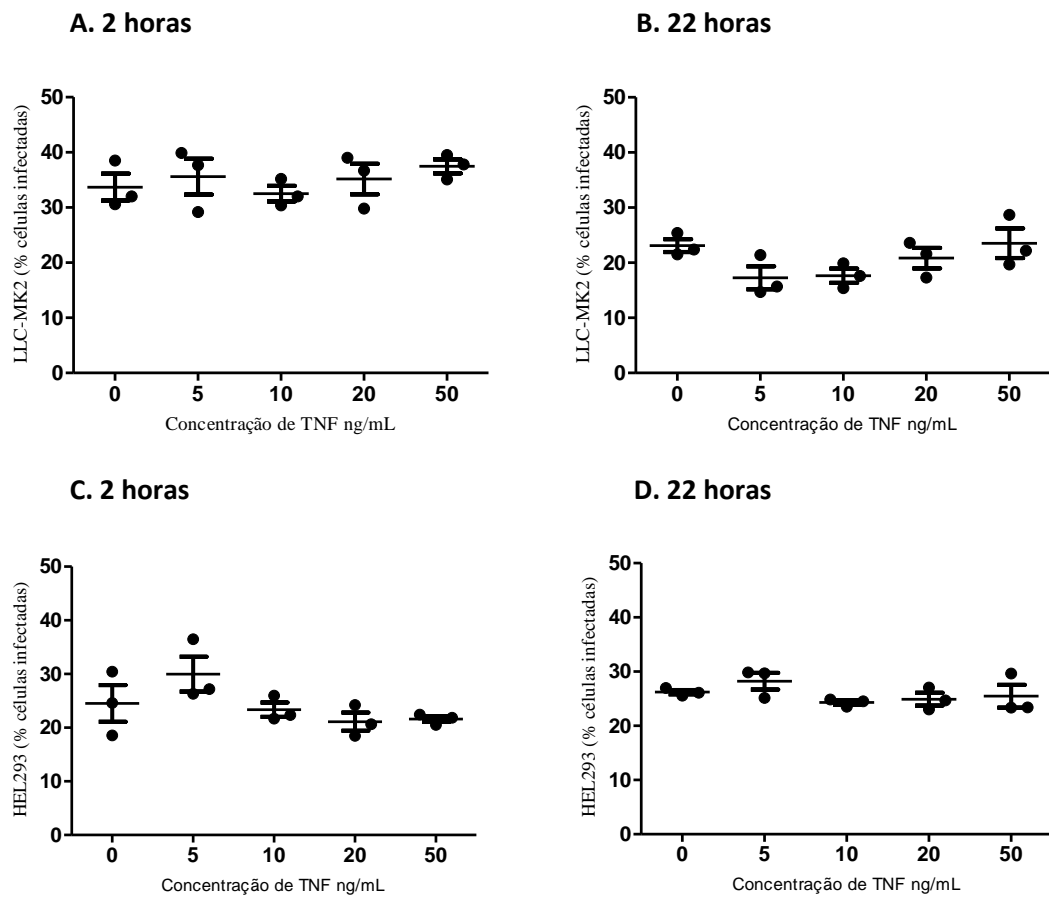 A. 2 horas
LLC-MK2 (% células infectadas)
50
40
30
20
10
0
0 5 10 20 50
Concentração de TNF ng/mL
B. 22 horas
LLC-MK2 (% células infectadas)
50
40
30
20
10
0
0 5 10 20 50
Concentração de TNF ng/mL
C. 2 horas
HEL293 (% células infectadas)
50
40
30
20
10
0
0 5 10 20 50
Concentração de TNF ng/mL
D. 22 horas
HEL293 (% células infectadas)
50
40
30
20
10
0
0 5 10 20 50
Concentração de TNF ng/mL